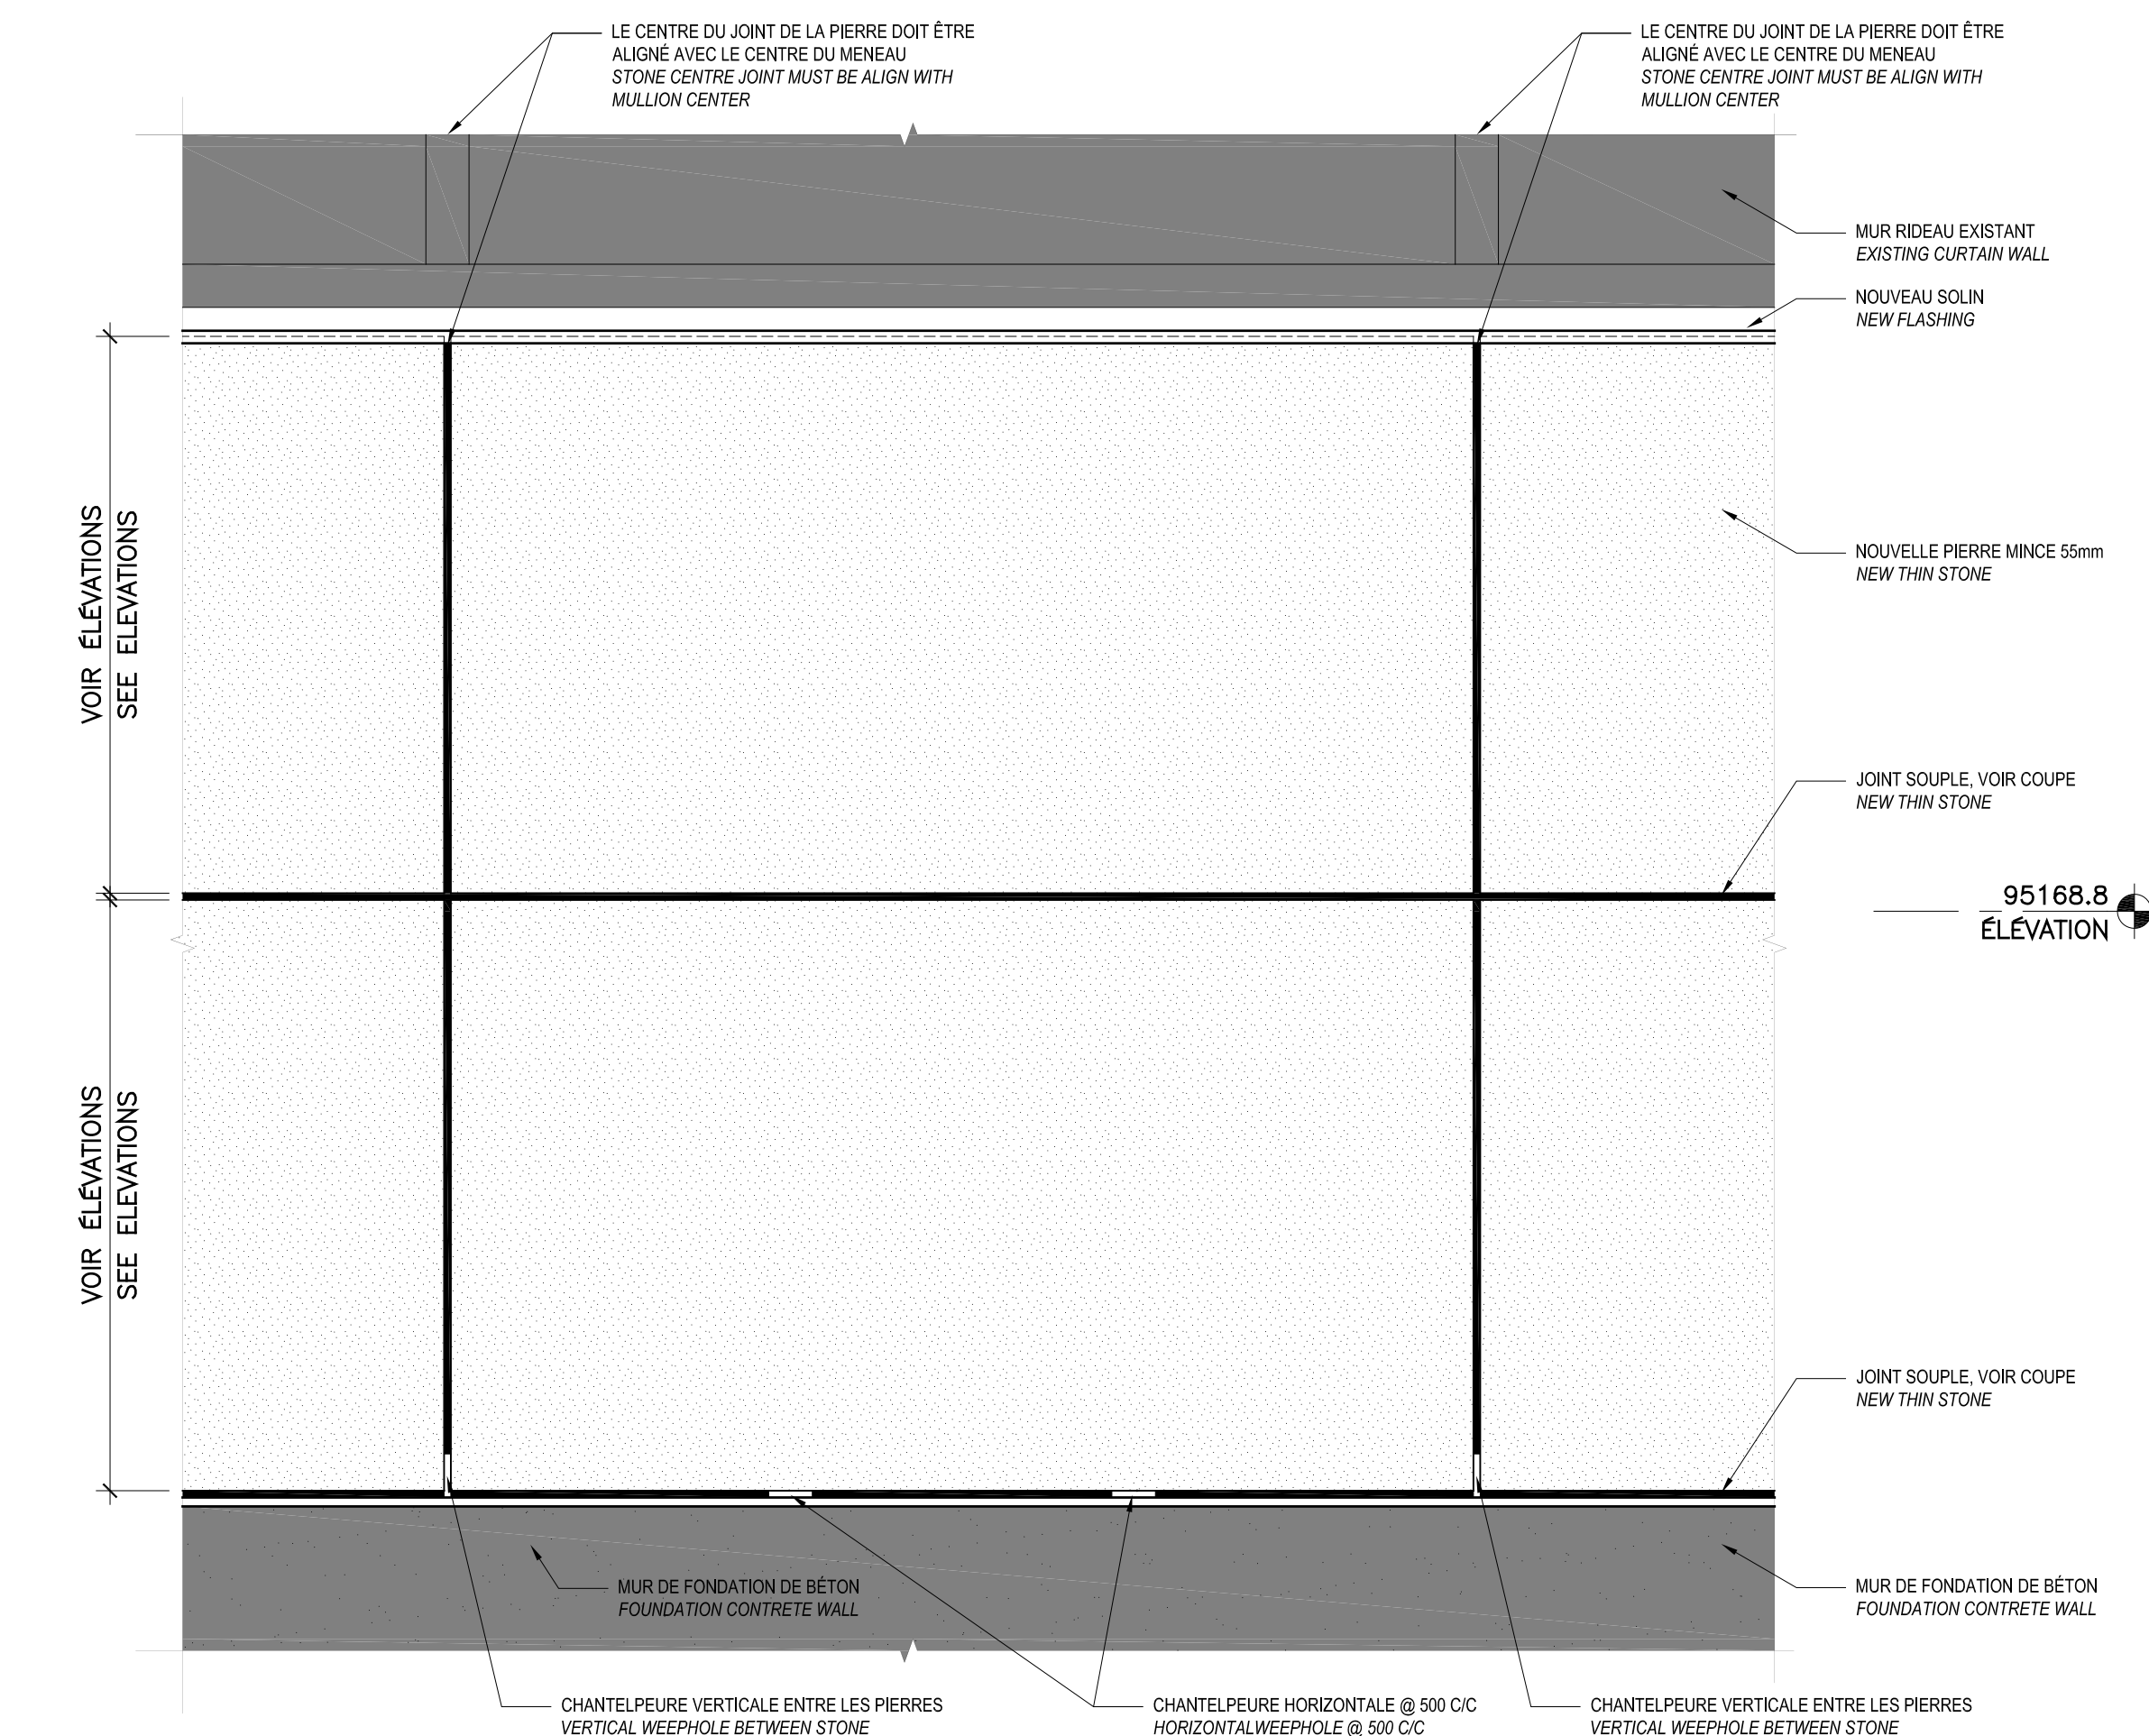 LE CENTRE DU JOINT DE LA PIERRE DOIT ÊTRE
ALIGNÉ AVEC LE CENTRE DU MENEAU
STONE CENTRE JOINT MUST BE ALIGN WITH
MULLION CENTER
LE CENTRE DU JOINT DE LA PIERRE DOIT ÊTRE
ALIGNÉ AVEC LE CENTRE DU MENEAU
STONE CENTRE JOINT MUST BE ALIGN WITH
MULLION CENTER
MUR RIDEAU EXISTANT
EXISTING CURTAIN WALL
NOUVEAU SOLIN
NEW FLASHING
VOIR ÉLÉVATIONS
SEE ELEVATIONS
NOUVELLE PIERRE MINCE 55mm
NEW THIN STONE
JOINT SOUPLE, VOIR COUPE
NEW THIN STONE
95168.8
ÉLÉVATION
VOIR ÉLÉVATIONS
SEE ELEVATIONS
JOINT SOUPLE, VOIR COUPE
NEW THIN STONE
MUR DE FONDATION DE BÉTON
FOUNDATION CONTRETE WALL
MUR DE FONDATION DE BÉTON
FOUNDATION CONTRETE WALL
CHANTELPEURE VERTICALE ENTRE LES PIERRES
VERTICAL WEEPHOLE BETWEEN STONE
CHANTELPEURE HORIZONTALE @ 500 C/C
HORIZONTALWEEPHOLE @ 500 C/C
CHANTELPEURE VERTICALE ENTRE LES PIERRES
VERTICAL WEEPHOLE BETWEEN STONE